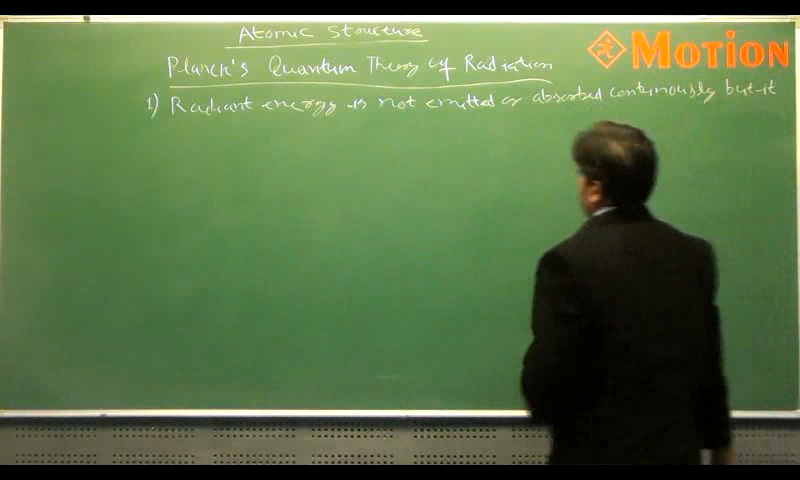 Atomic Structure
MOTION
Planck's Quantum Theory of Radiation
1) Radiant energy is not emitted or absorbed continuously but it